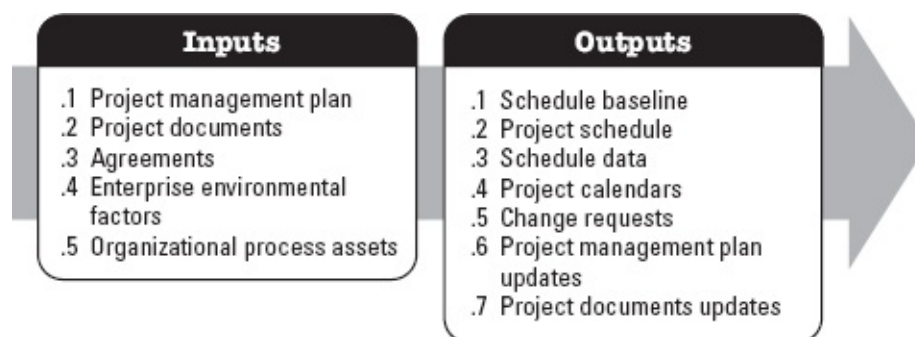 Inputs
.1 Project management plan
.2 Project documents
.3 Agreements
.4 Enterprise environmental
factors
.5 Organizational process assets
Outputs
.1 Schedule baseline
.2 Project schedule
.3 Schedule data
.4 Project calendars
.5 Change requests
.6 Project management plan
updates
.7 Project documents updates